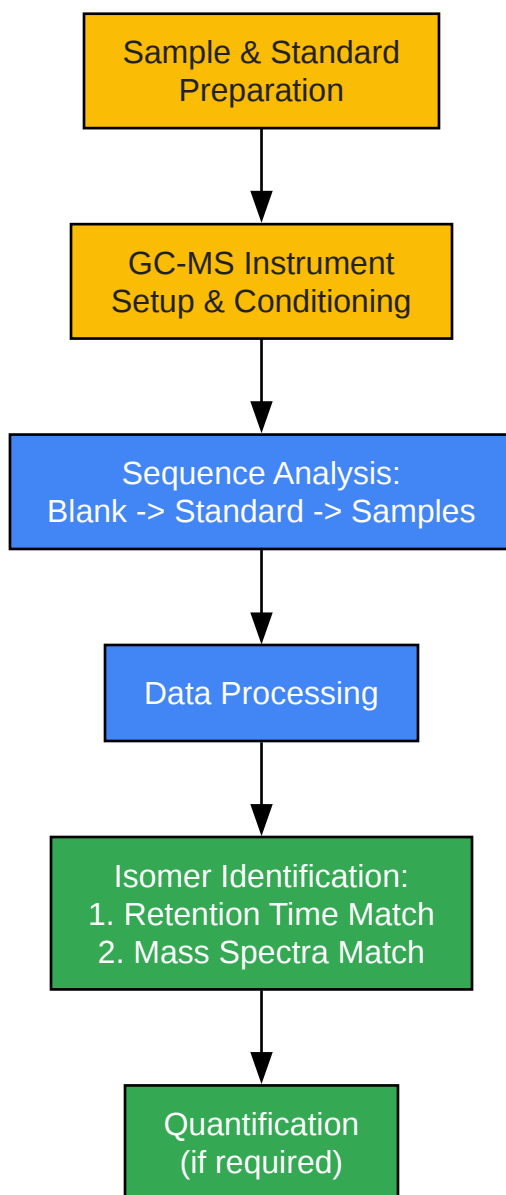 Sample & Standard
Preparation
GC-MS Instrument
Setup & Conditioning
Sequence Analysis:
Blank -> Standard -> Samples
Data Processing
Isomer Identification:
1. Retention Time Match
2. Mass Spectra Match
Quantification
(if required)